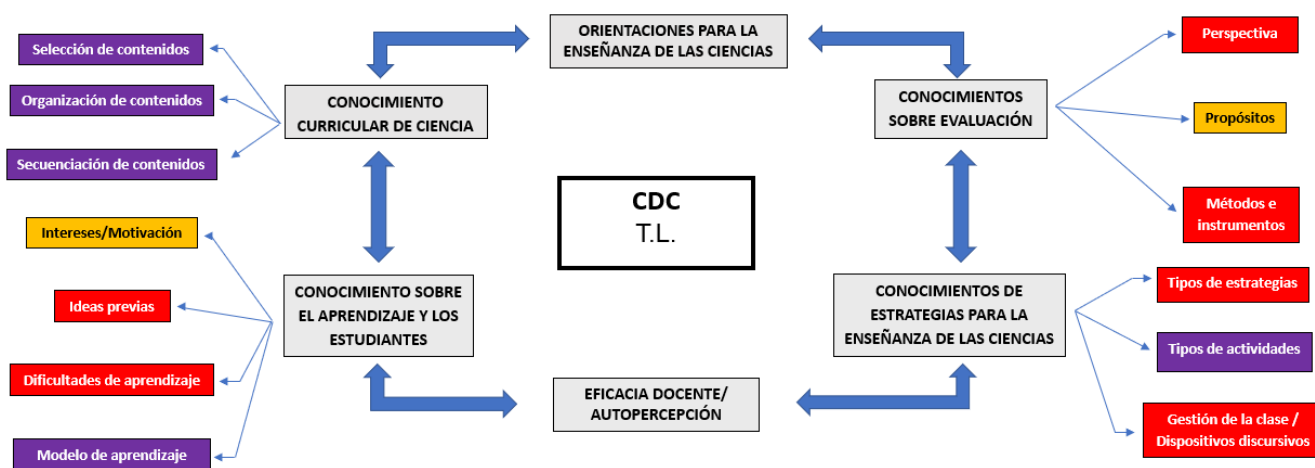 ORIENTACIONES PARA LA
ENSEÑANZA DE LAS CIENCIAS
Selección de contenidos
Organización de contenidos
Secuenciación de contenidos
CONOCIMIENTO
CURRICULAR DE CIENCIA
CONOCIMIENTOS
SOBRE EVALUACIÓN
Perspectiva
Propósitos
Métodos e
instrumentos
CDC
T.L.
Intereses/Motivación
Ideas previas
Dificultades de aprendizaje
Modelo de aprendizaje
CONOCIMIENTO SOBRE
EL APRENDIZAJE Y LOS
ESTUDIANTES
CONOCIMIENTOS DE
ESTRATEGIAS PARA LA
ENSEÑANZA DE LAS CIENCIAS
Tipos de estrategias
Tipos de actividades
Gestión de la clase /
Dispositivos discursivos
EFICACIA DOCENTE/
AUTOPERCEPCIÓN